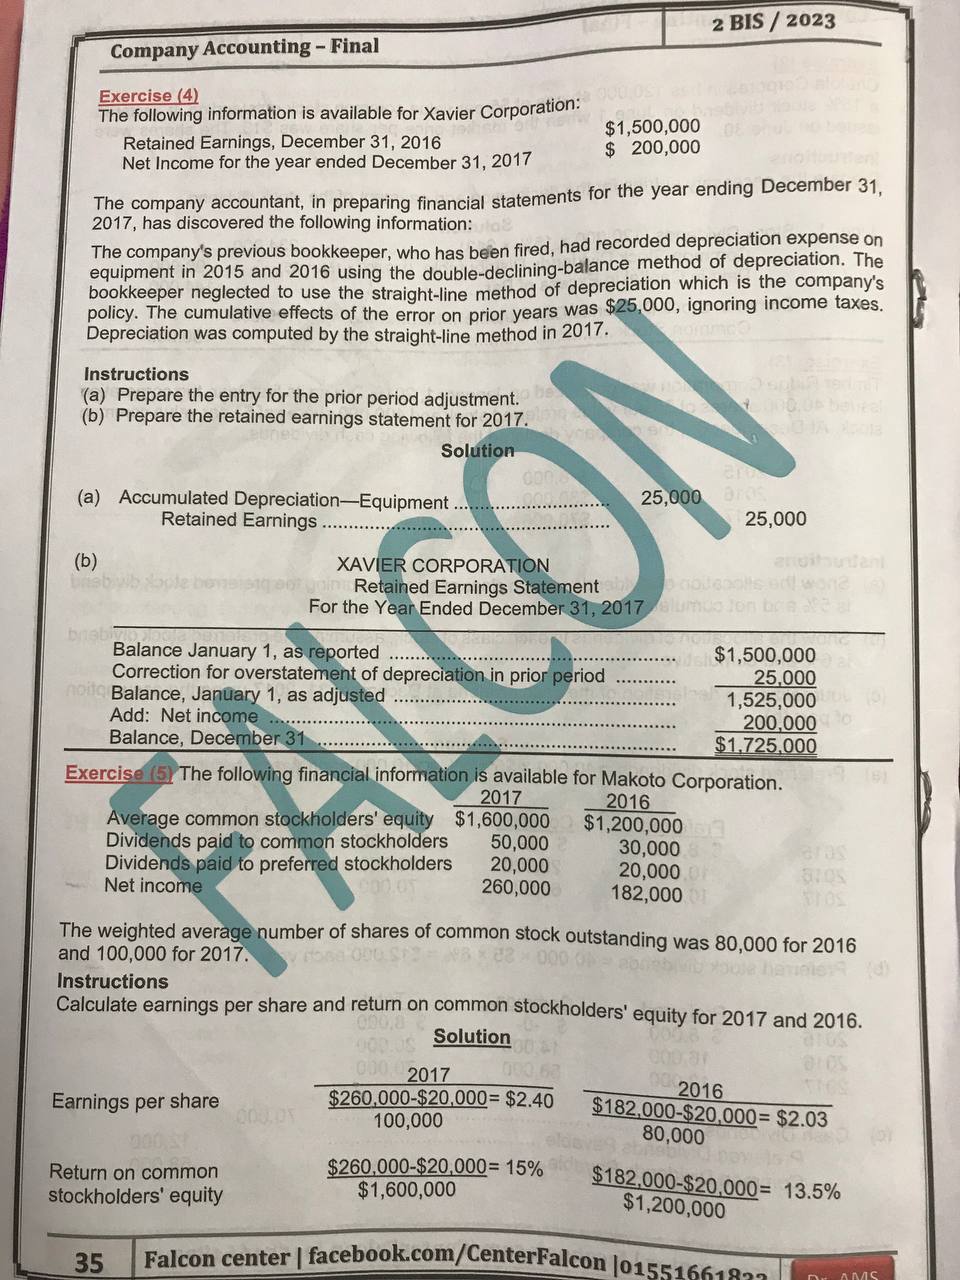 2 BIS / 2023
Company Accounting – Final
Exercise (4)
The following information is available for Xavier Corporation:
Retained Earnings, December 31, 2016 $1,500,000
Net Income for the year ended December 31, 2017 $ 200,000
The company accountant, in preparing financial statements for the year ending December 31,
2017, has discovered the following information:
The company's previous bookkeeper, who has been fired, had recorded depreciation expense on
equipment in 2015 and 2016 using the double-declining-balance method of depreciation. The
bookkeeper neglected to use the straight-line method of depreciation which is the company's
policy. The cumulative effects of the error on prior years was $25,000, ignoring income taxes.
Depreciation was computed by the straight-line method in 2017.
Instructions
(a) Prepare the entry for the prior period adjustment.
(b) Prepare the retained earnings statement for 2017.
Solution
(a) Accumulated Depreciation—Equipment ............................ 25,000
Retained Earnings .................................................... 25,000
(b) XAVIER CORPORATION
Retained Earnings Statement
For the Year Ended December 31, 2017
Balance January 1, as reported .................................................... $1,500,000
Correction for overstatement of depreciation in prior period ........... 25,000
Balance, January 1, as adjusted .................................................... 1,525,000
Add: Net income ........................................................................ 200,000
Balance, December 31 ................................................................ $1,725,000
Exercise (5) The following financial information is available for Makoto Corporation.
2017 2016
Average common stockholders' equity $1,600,000 $1,200,000
Dividends paid to common stockholders 50,000 30,000
Dividends paid to preferred stockholders 20,000 20,000
Net income 260,000 182,000
The weighted average number of shares of common stock outstanding was 80,000 for 2016
and 100,000 for 2017.
Instructions
Calculate earnings per share and return on common stockholders' equity for 2017 and 2016.
Solution
2017 2016
Earnings per share $260,000-$20,000= $2.40 $182,000-$20,000= $2.03
100,000 80,000
Return on common $260,000-$20,000= 15% $182,000-$20,000= 13.5%
stockholders' equity $1,600,000 $1,200,000
FALCON
35 Falcon center | facebook.com/CenterFalcon |